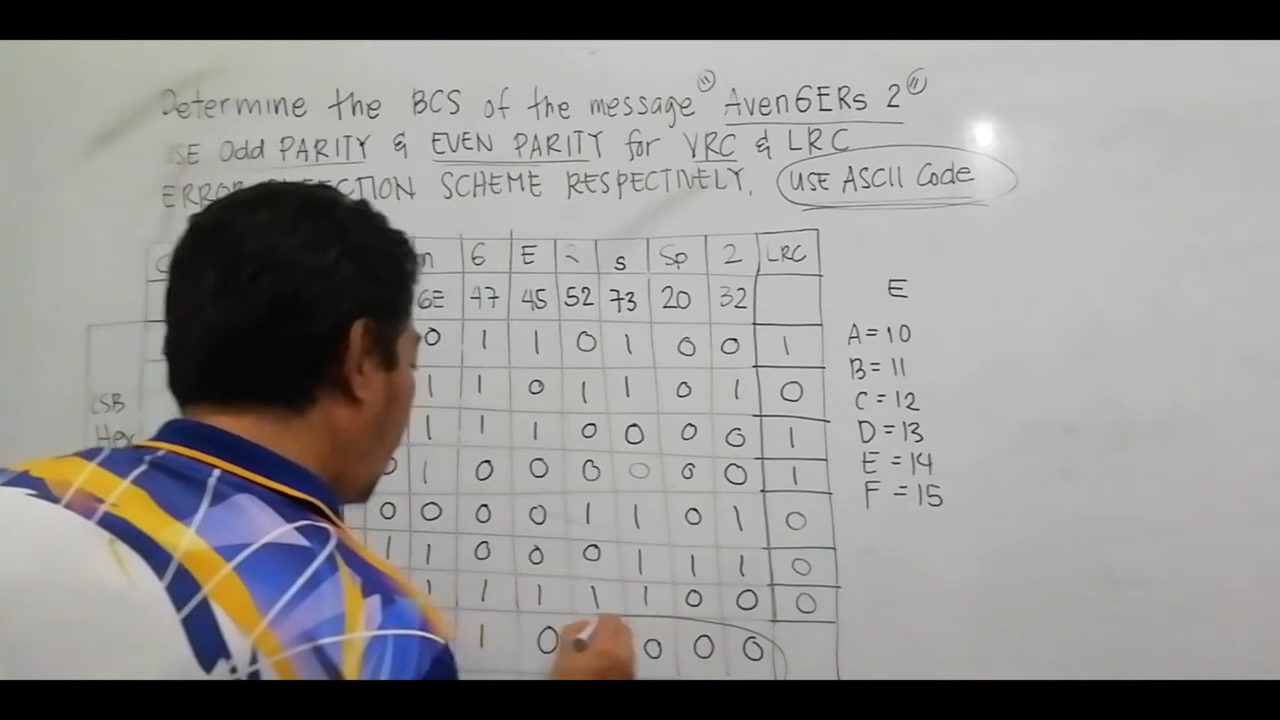 Determine the BCS of the message " Aven6ERs 2 "
SE Odd PARITY & EVEN PARITY for VRC & LRC
ERROR CTION SCHEME RESPECTIVELY. USE ASCII Code
C n 6 E s Sp 2 LRC
6E 47 45 52 73 20 32
0 1 1 0 1 0 0 1
1 1 0 1 1 0 1 0
1 1 1 0 0 0 0 1
0 1 0 0 0 0 0 0 1
0 0 0 0 1 1 0 1 0
1 1 0 0 0 1 1 1 0
1 1 1 1 1 0 0 0
1 0 0 0 0
LSB
Hex
E
A = 10
B = 11
C = 12
D = 13
E = 14
F = 15